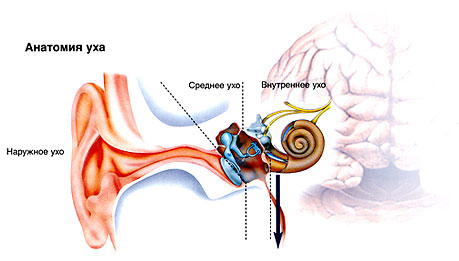 Анатомия уха
Среднее ухо
Внутреннее ухо
Наружное ухо